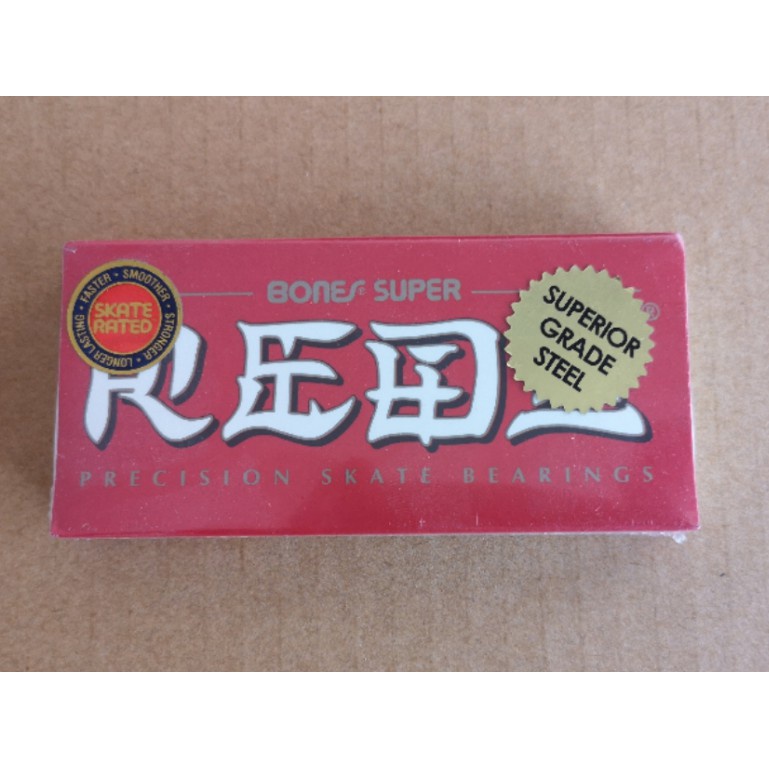 BONES SUPER
REDS
®
PRECISION SKATE BEARINGS
FASTER • SMOOTHER • STRONGER • LONGER LASTING •
SKATE
RATED
SUPERIOR
GRADE
STEEL